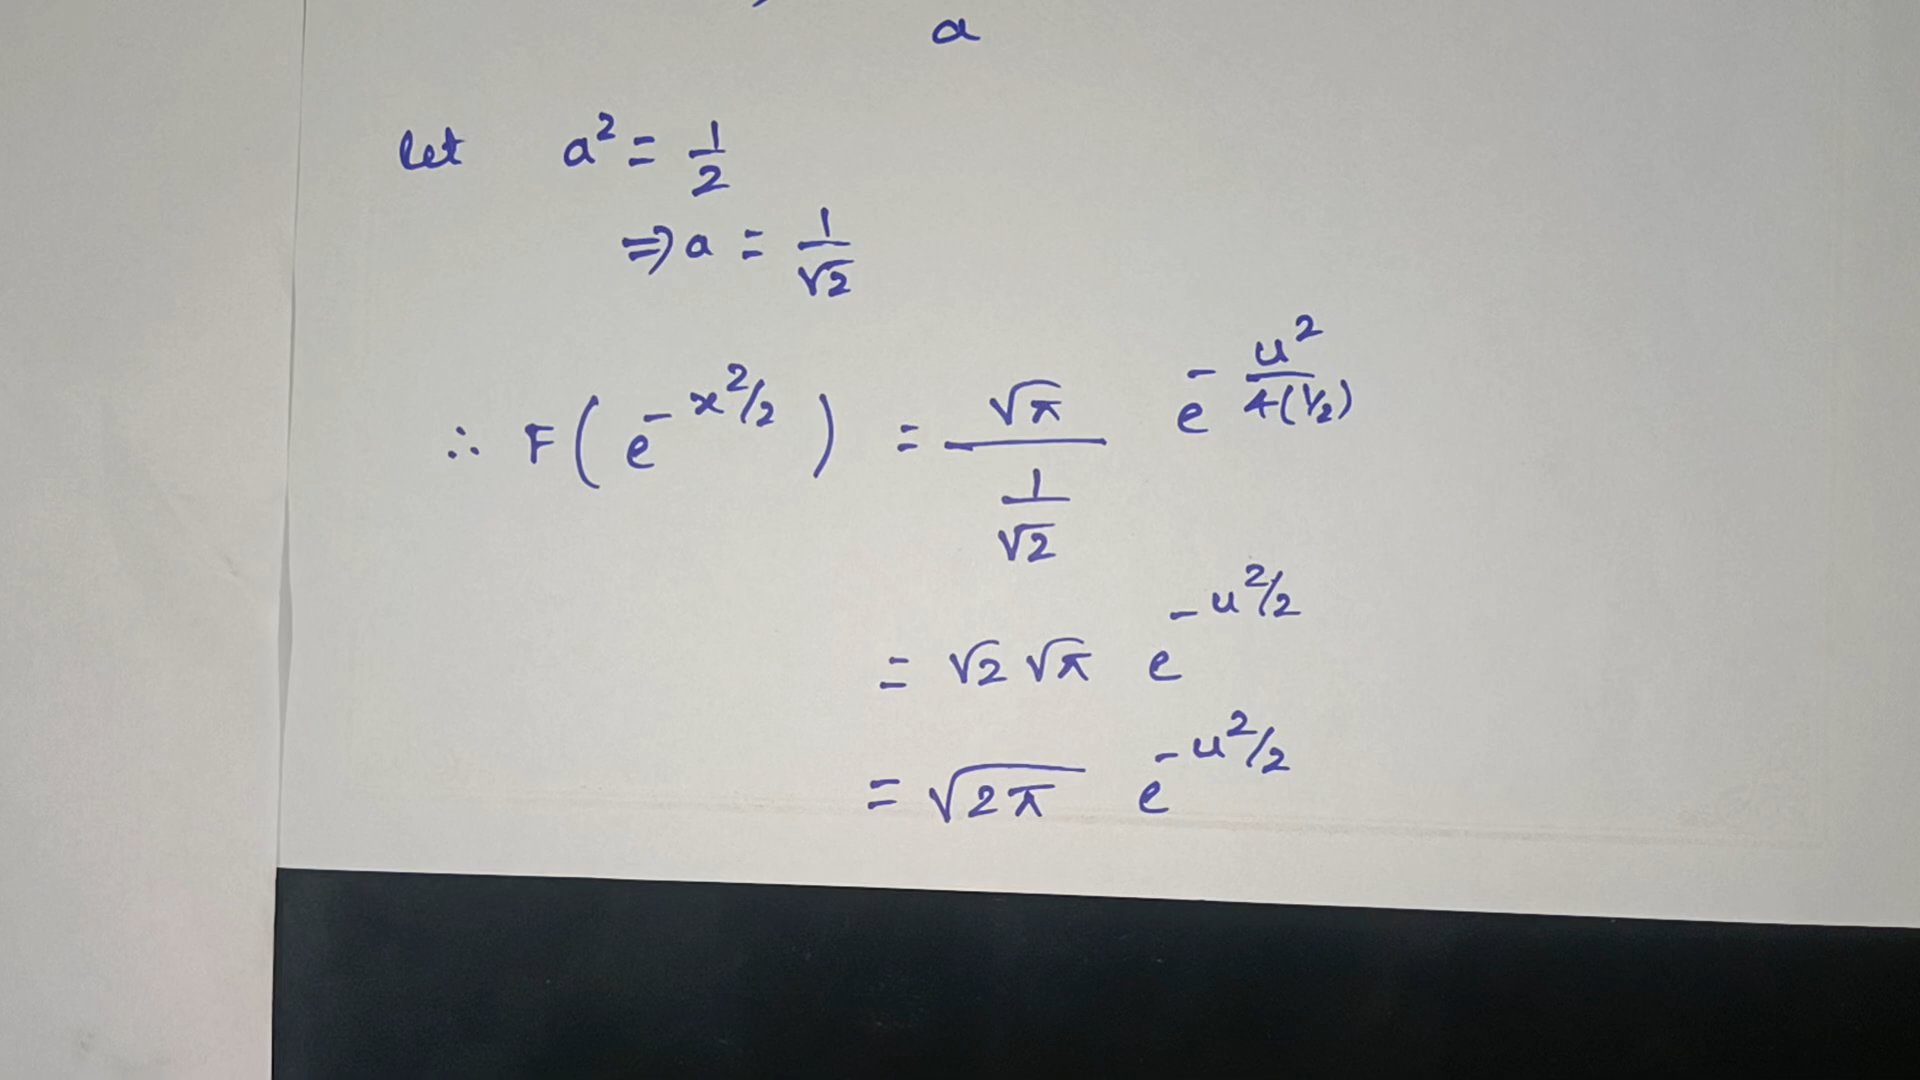 a
let a² = 1/2
⇒ a = 1/√2
∴ F(e^{-x²/2}) = √π/(1/√2) e^{-u²/4(1/2)}
= √2 √π e^{-u²/2}
= √2π e^{-u²/2}